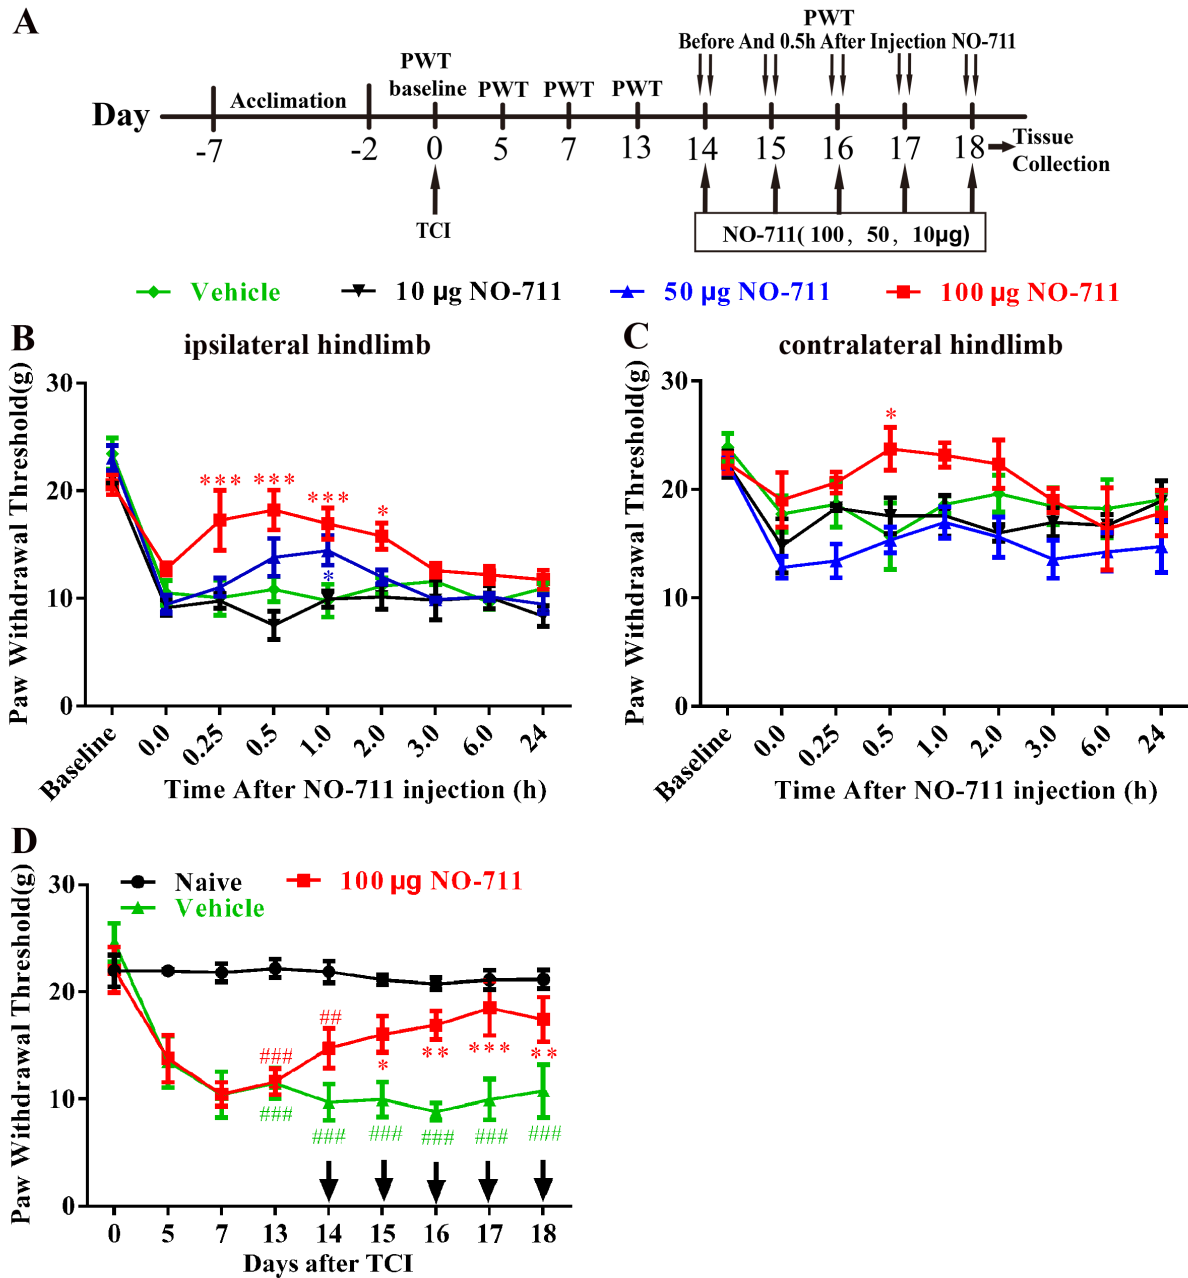 A
PWT
Before And 0.5h After Injection NO-711
PWT
baseline
PWT
PWT
PWT
Acclimation
Day
-7
-2
0
5
7
13
14
15
16
17
18
Tissue
Collection
TCI
NO-711( 100, 50, 10μg)
Vehicle
10 μg NO-711
50 μg NO-711
100 μg NO-711
B
ipsilateral hindlimb
Paw Withdrawal Threshold(g)
30
20
10
0
*** *** *** *
*
Baseline
0.0
0.25
0.5
1.0
2.0
3.0
6.0
24
Time After NO-711 injection (h)
C
contralateral hindlimb
Paw Withdrawal Threshold(g)
30
20
10
0
*
Baseline
0.0
0.25
0.5
1.0
2.0
3.0
6.0
24
Time After NO-711 injection (h)
D
Naive
100 μg NO-711
Vehicle
Paw Withdrawal Threshold(g)
30
20
10
0
##
###
* ** *** **
###
### ### ### ### ###
0
5
7
13
14
15
16
17
18
Days after TCI